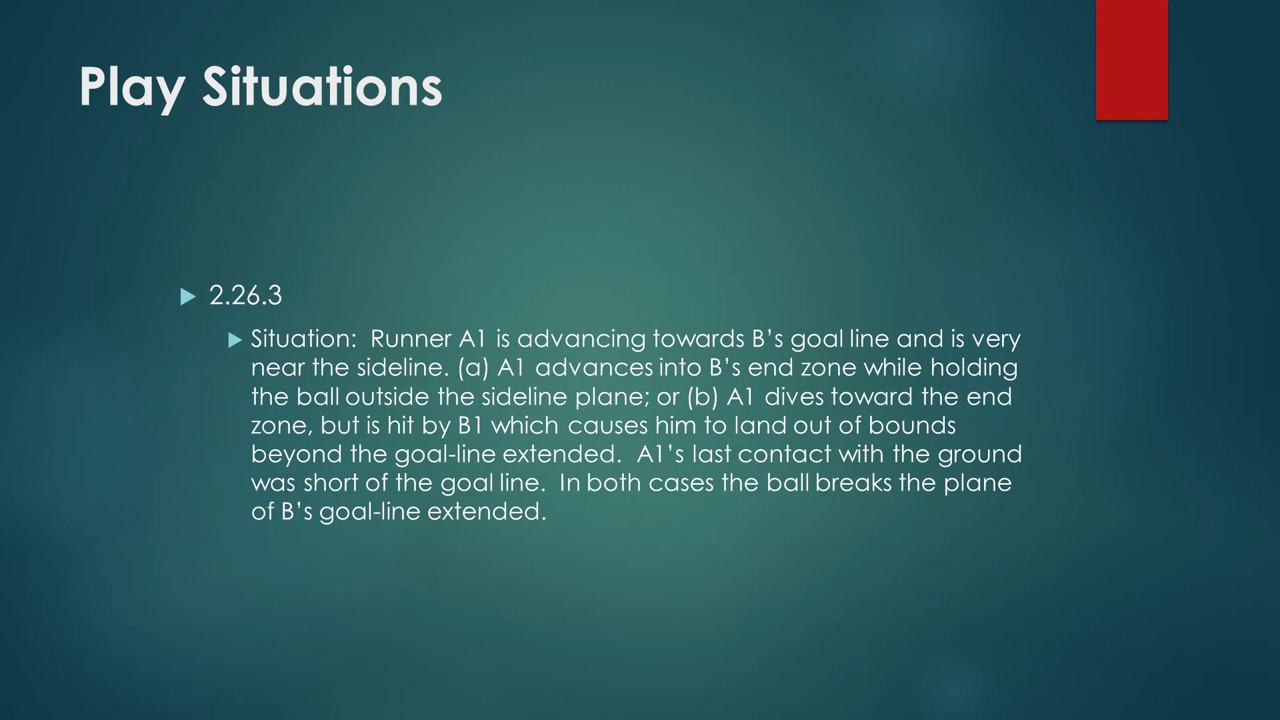 Play Situations
2.26.3
Situation:  Runner A1 is advancing towards B’s goal line and is very
near the sideline. (a) A1 advances into B’s end zone while holding
the ball outside the sideline plane; or (b) A1 dives toward the end
zone, but is hit by B1 which causes him to land out of bounds
beyond the goal-line extended.  A1’s last contact with the ground
was short of the goal line.  In both cases the ball breaks the plane
of B’s goal-line extended.